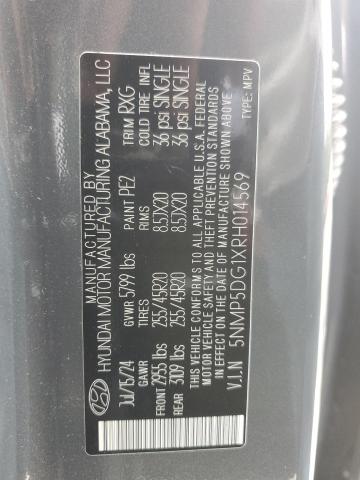 MANUFACTURED BY
HYUNDAI MOTOR MANUFACTURING ALABAMA, LLC
Jul/15/24 GVWR 5799 lbs PAINT PE2 TRIM RXG
GAWR TIRES RIMS COLD TIRE INFL
FRONT 2935 lbs 255/45R20 8.5JX20 36 psi SINGLE
REAR 3109 lbs 255/45R20 8.5JX20 36 psi SINGLE
THIS VEHICLE CONFORMS TO ALL APPLICABLE U.S.A. FEDERAL
MOTOR VEHICLE SAFETY AND THEFT PREVENTION STANDARDS
IN EFFECT ON THE DATE OF MANUFACTURE SHOWN ABOVE.
V.I.N 5NMP5DG1XRH014569 TYPE: MPV